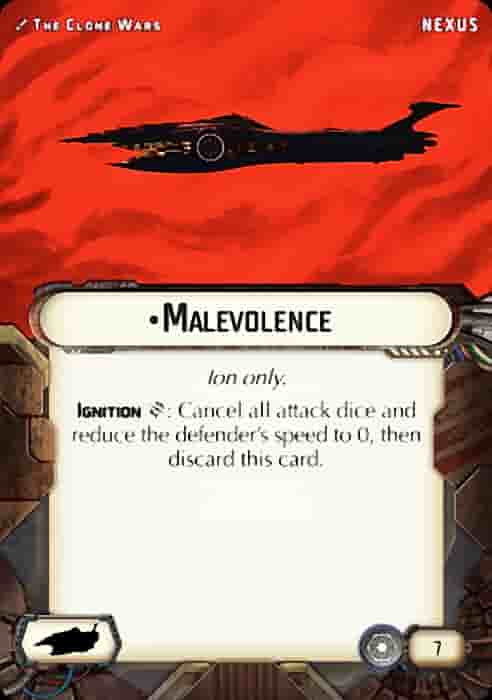 The Clone Wars
NEXUS
•Malevolence
Ion only.
Ignition : Cancel all attack dice and
reduce the defender's speed to 0, then
discard this card.
7